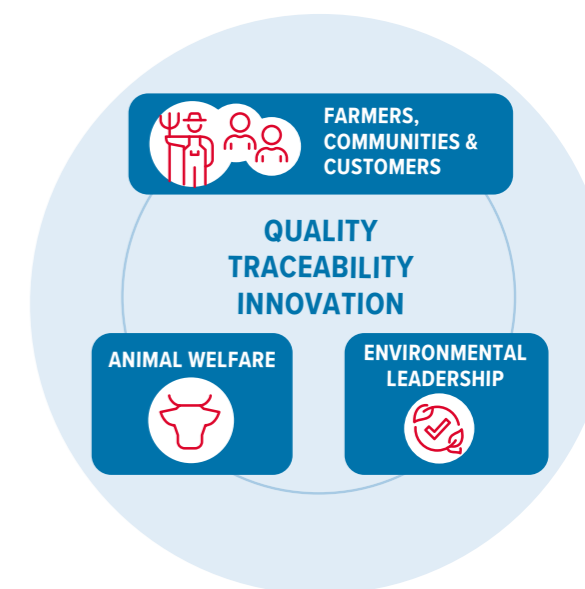 FARMERS,
COMMUNITIES &
CUSTOMERS
QUALITY
TRACEABILITY
INNOVATION
ANIMAL WELFARE
ENVIRONMENTAL
LEADERSHIP